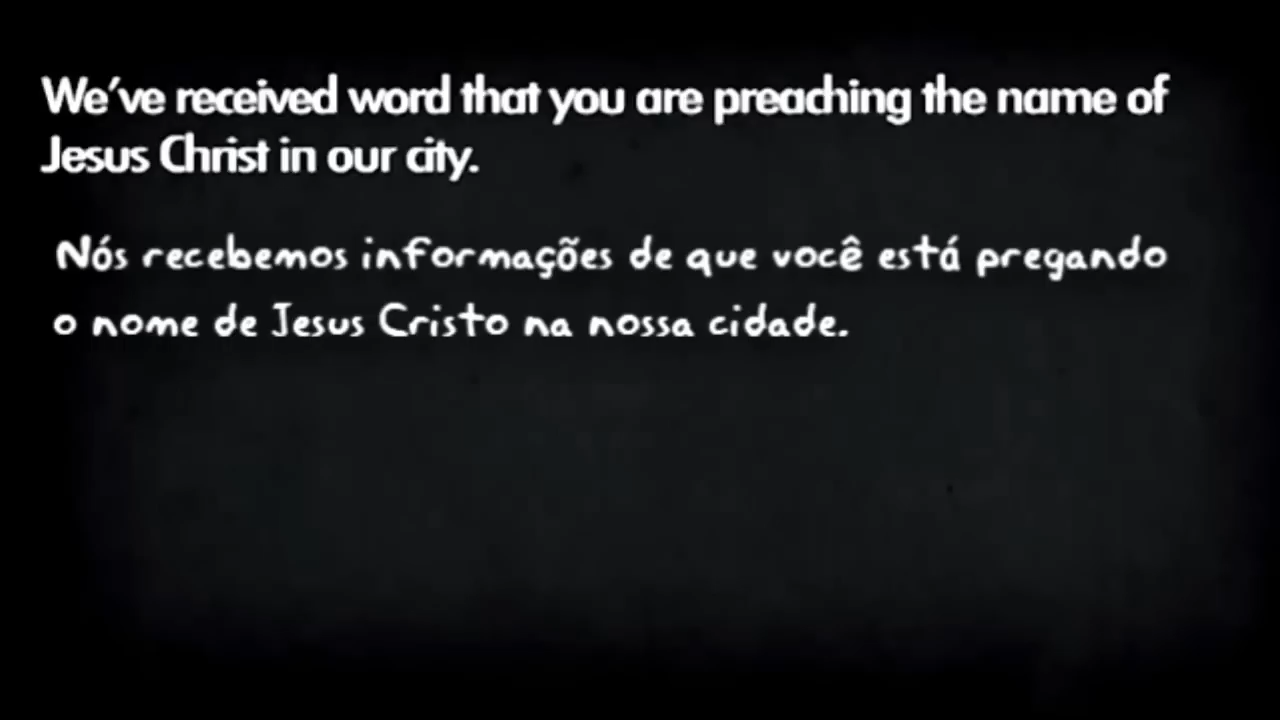 We've received word that you are preaching the name of
Jesus Christ in our city.
Nós recebemos informações de que você está pregando
o nome de Jesus Cristo na nossa cidade.